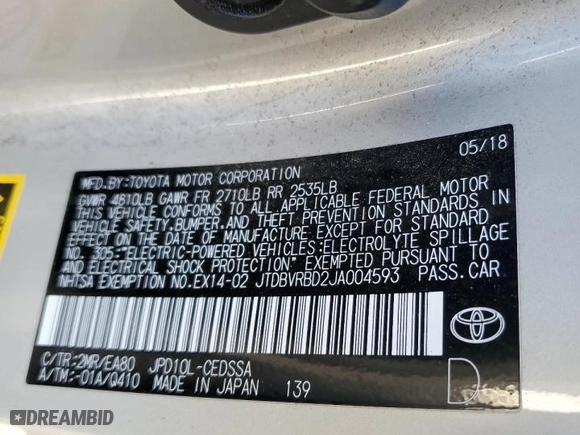 05/18
MFD.BY:TOYOTA MOTOR CORPORATION
GVWR 4610LB GAWR FR 2710LB RR 2535LB
THIS VEHICLE CONFORMS TO ALL APPLICABLE FEDERAL MOTOR
VEHICLE SAFETY,BUMPER,AND THEFT PREVENTION STANDARDS IN
EFFECT ON THE DATE OF MANUFACTURE EXCEPT FOR STANDARD
NO. 305:"ELECTRIC-POWERED VEHICLES:ELECTROLYTE SPILLAGE
AND ELECTRICAL SHOCK PROTECTION" EXEMPTED PURSUANT TO
NHTSA EXEMPTION NO.EX14-02 JTDBVRBD2JA004593 PASS.CAR
C/TR:2MR/EA80 JPD10L-CEDSSA
A/TM:-01A/Q410 MADE IN JAPAN 139
TOYOTA
D
DREAMBID